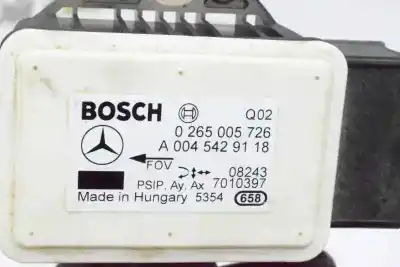 BOSCH Q02
0 265 005 726
A 004 542 91 18
FOV 08243
PSIP, Ay, Ax 7010397
Made in Hungary 5354 658